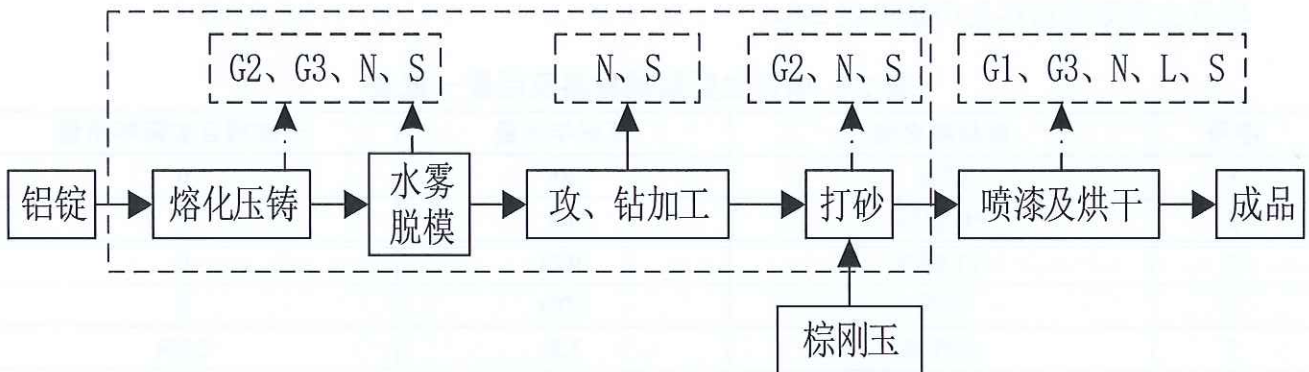 G2、G3、N、S
N、S
G2、N、S
G1、G3、N、L、S
铝锭
熔化压铸
水雾
脱模
攻、钻加工
打砂
喷漆及烘干
成品
棕刚玉